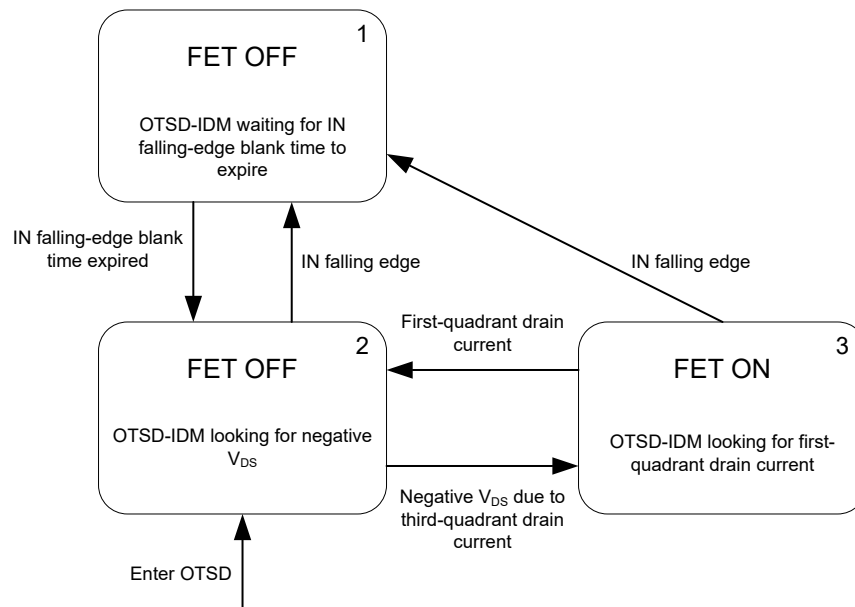 1
FET OFF
OTSD-IDM waiting for IN
falling-edge blank time to
expire
IN falling-edge blank
time expired
IN falling edge
IN falling edge
First-quadrant drain
current
2
FET OFF
OTSD-IDM looking for negative
V_DS
3
FET ON
OTSD-IDM looking for first-
quadrant drain current
Negative V_DS due to
third-quadrant drain
current
Enter OTSD